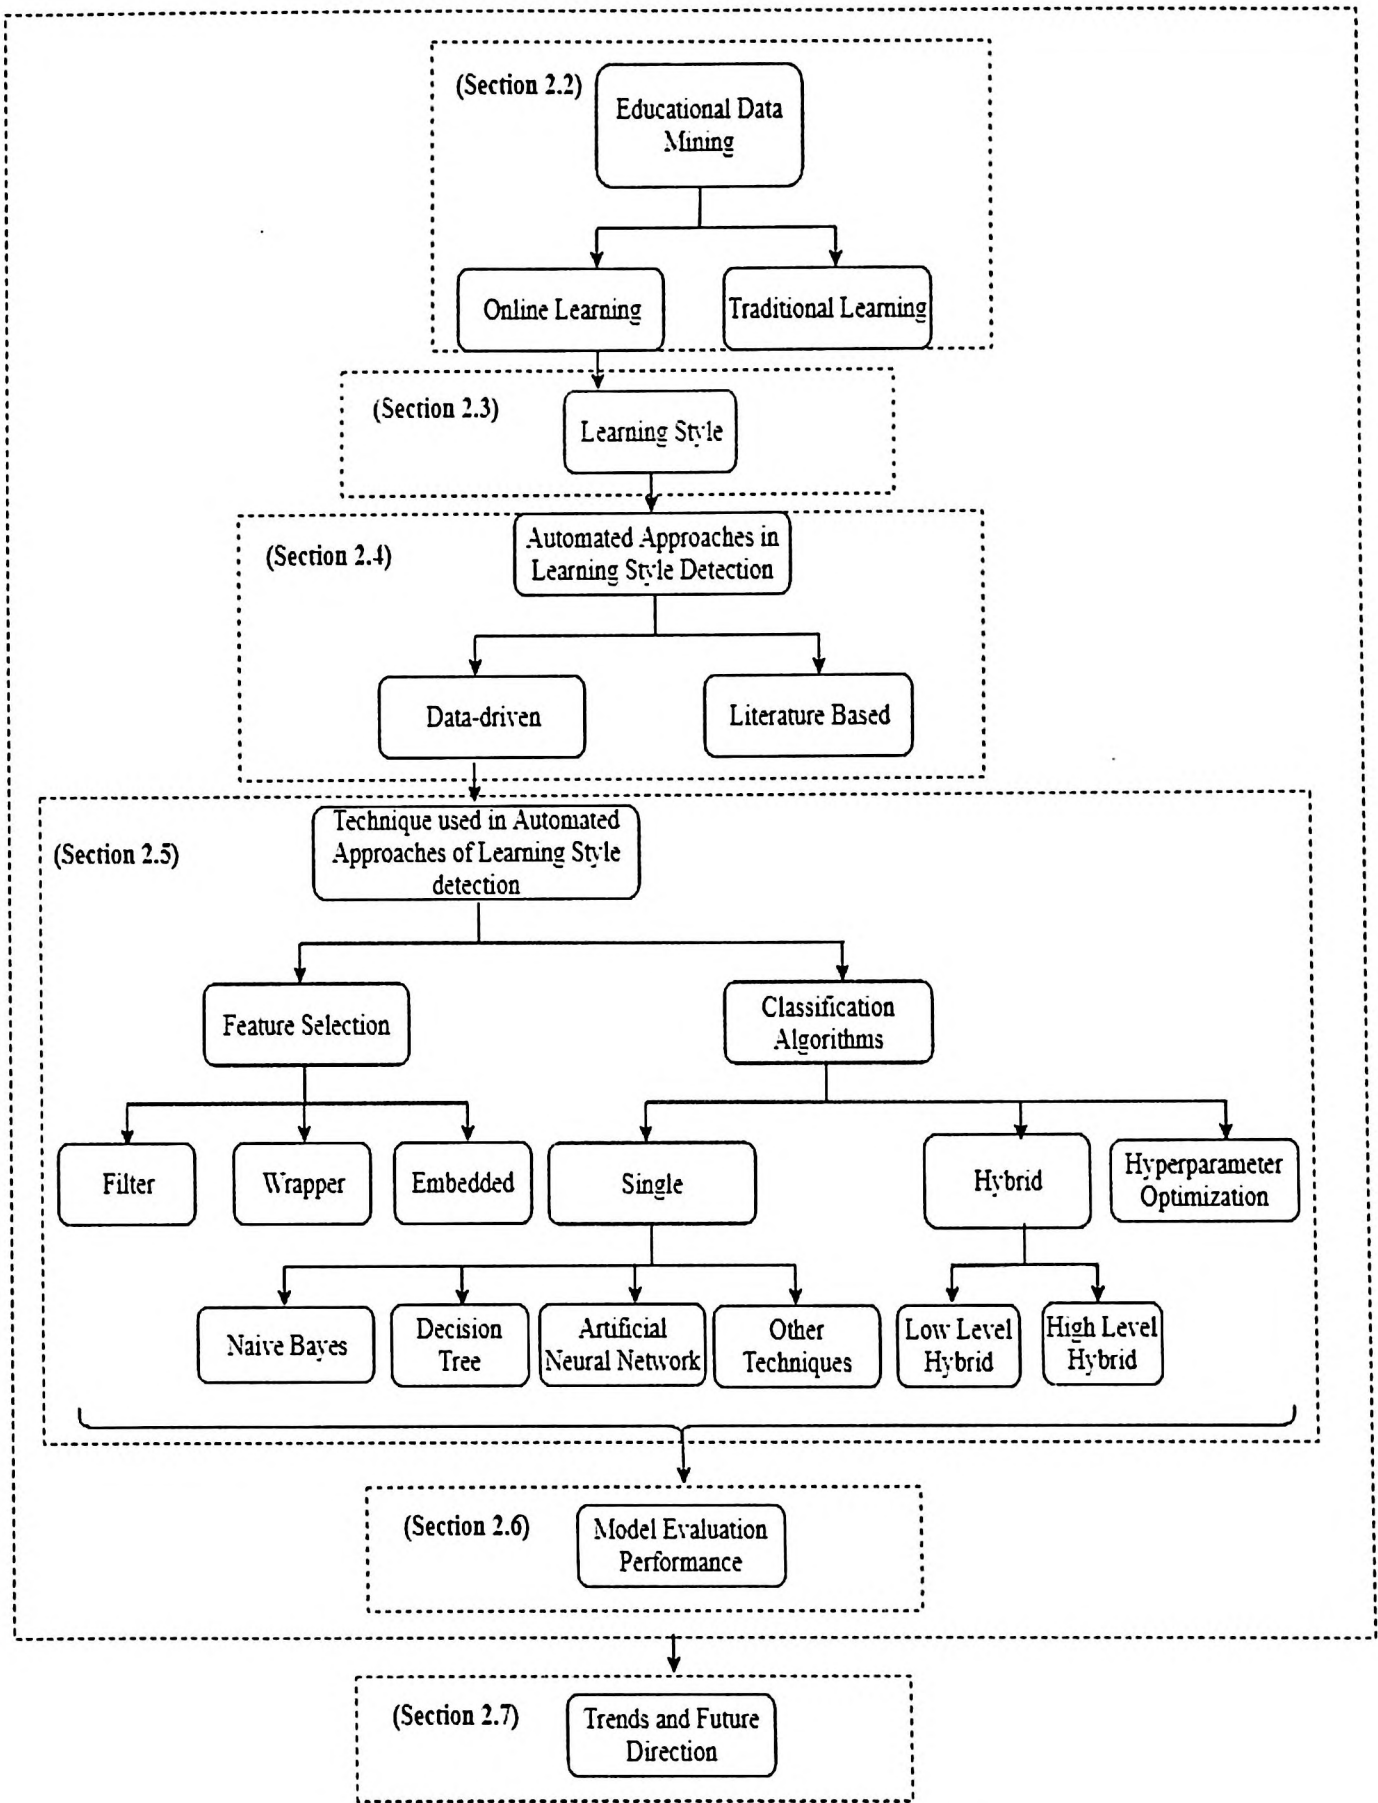 (Section 2.2)
Educational Data
Mining
Online Learning
Traditional Learning
(Section 2.3)
Learning Style
(Section 2.4)
Automated Approaches in
Learning Style Detection
Data-driven
Literature Based
(Section 2.5)
Technique used in Automated
Approaches of Learning Style
detection
Feature Selection
Classification
Algorithms
Filter
Wrapper
Embedded
Single
Hybrid
Hyperparameter
Optimization
Naive Bayes
Decision
Tree
Artificial
Neural Network
Other
Techniques
Low Level
Hybrid
High Level
Hybrid
(Section 2.6)
Model Evaluation
Performance
(Section 2.7)
Trends and Future
Direction